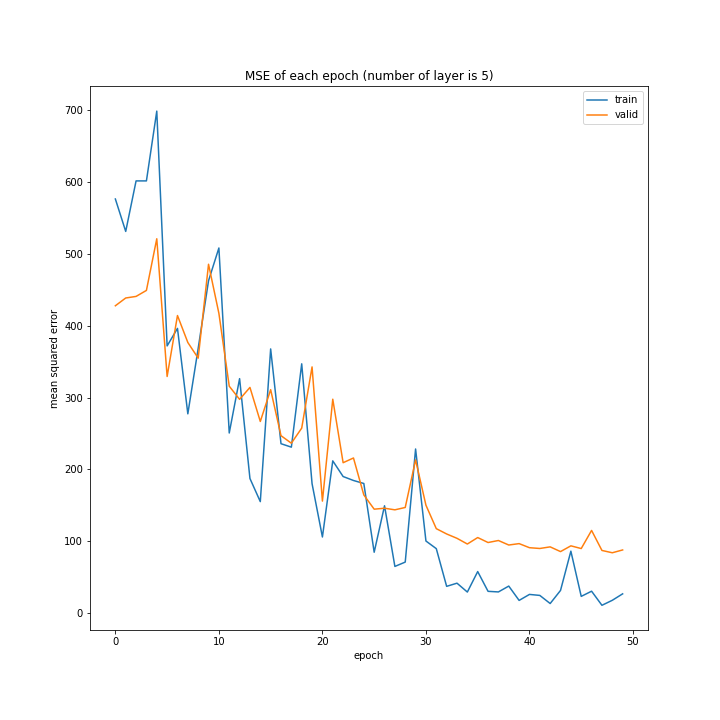 MSE of each epoch (number of layer is 5)
train
valid
700
600
500
400
300
200
100
0
mean squared error
0 10 20 30 40 50
epoch